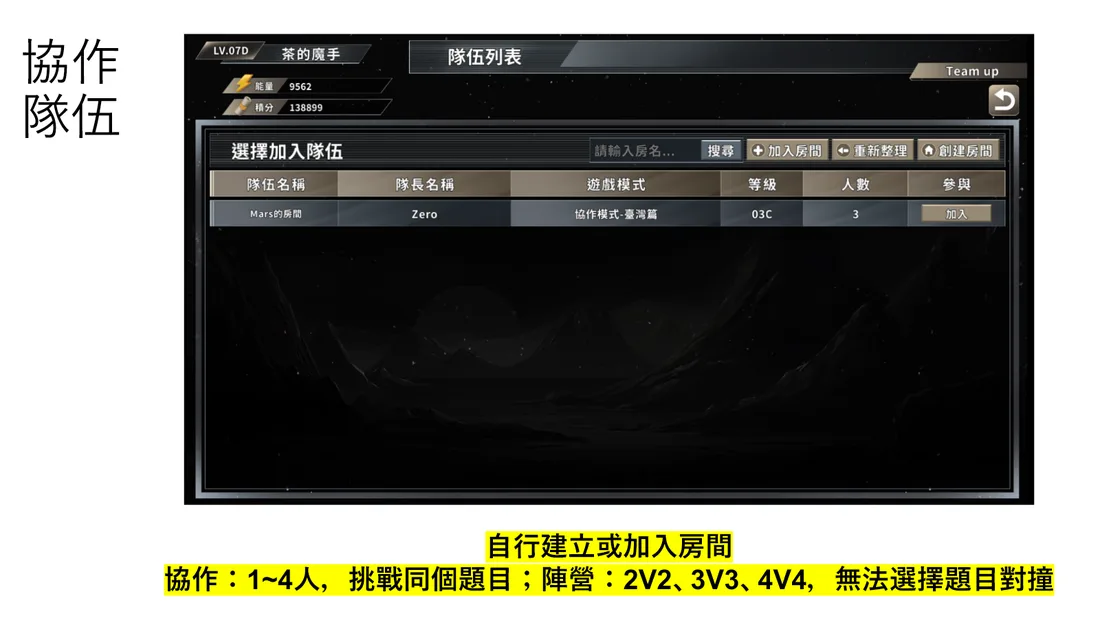 協作
隊伍
LV.07D
茶的魔手
隊伍列表
Team up
能量 9562
積分 138899
選擇加入隊伍
請輸入房名...
搜尋
加入房間
重新整理
創建房間
隊伍名稱 隊長名稱 遊戲模式 等級 人數 參與
Mars的房間 Zero 協作模式-臺灣篇 03C 3 加入
自行建立或加入房間
協作：1~4人，挑戰同個題目；陣營：2V2、3V3、4V4，無法選擇題目對撞